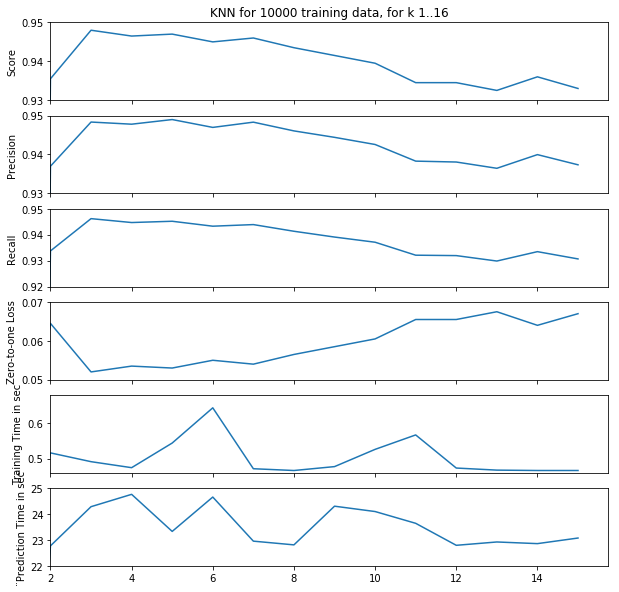 KNN for 10000 training data, for k 1..16
0.95
0.94
0.93
Score
0.95
0.94
0.93
Precision
0.95
0.94
0.93
0.92
Recall
0.07
0.06
0.05
Zero-to-one Loss
0.6
0.5
Training Time in sec
25
24
23
22
Prediction Time in sec
2 4 6 8 10 12 14